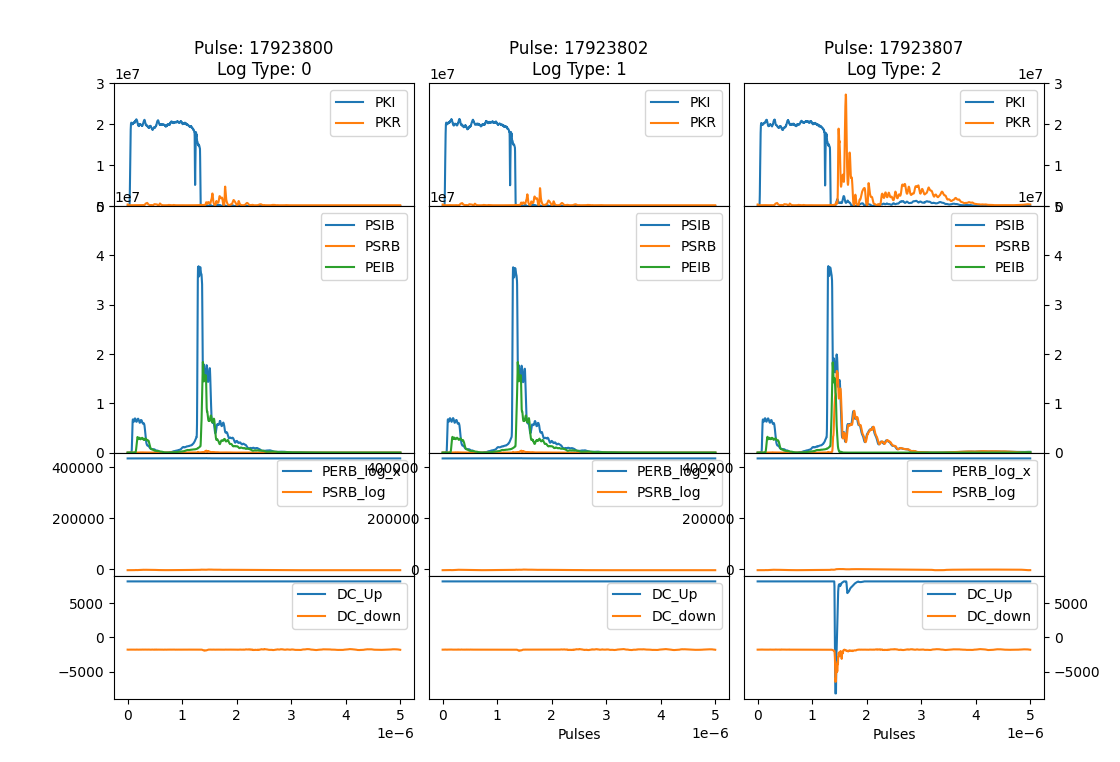 Pulse: 17923800
Log Type: 0
Pulse: 17923802
Log Type: 1
Pulse: 17923807
Log Type: 2
1e7
1e7
1e7
3
2
1
0
PKI
PKR
PKI
PKR
PKI
PKR
3
2
1
0
1e7
1e7
1e7
5
4
3
2
1
0
PSIB
PSRB
PEIB
PSIB
PSRB
PEIB
PSIB
PSRB
PEIB
5
4
3
2
1
0
400000
200000
0
PERB_log_x
PSRB_log
400000
200000
0
PERB_log_x
PSRB_log
400000
200000
0
PERB_log_x
PSRB_log
5000
0
−5000
DC_Up
DC_down
DC_Up
DC_down
DC_Up
DC_down
5000
0
−5000
0 1 2 3 4 5
1e−6
0 1 2 3 4 5
1e−6
Pulses
0 1 2 3 4 5
1e−6
Pulses